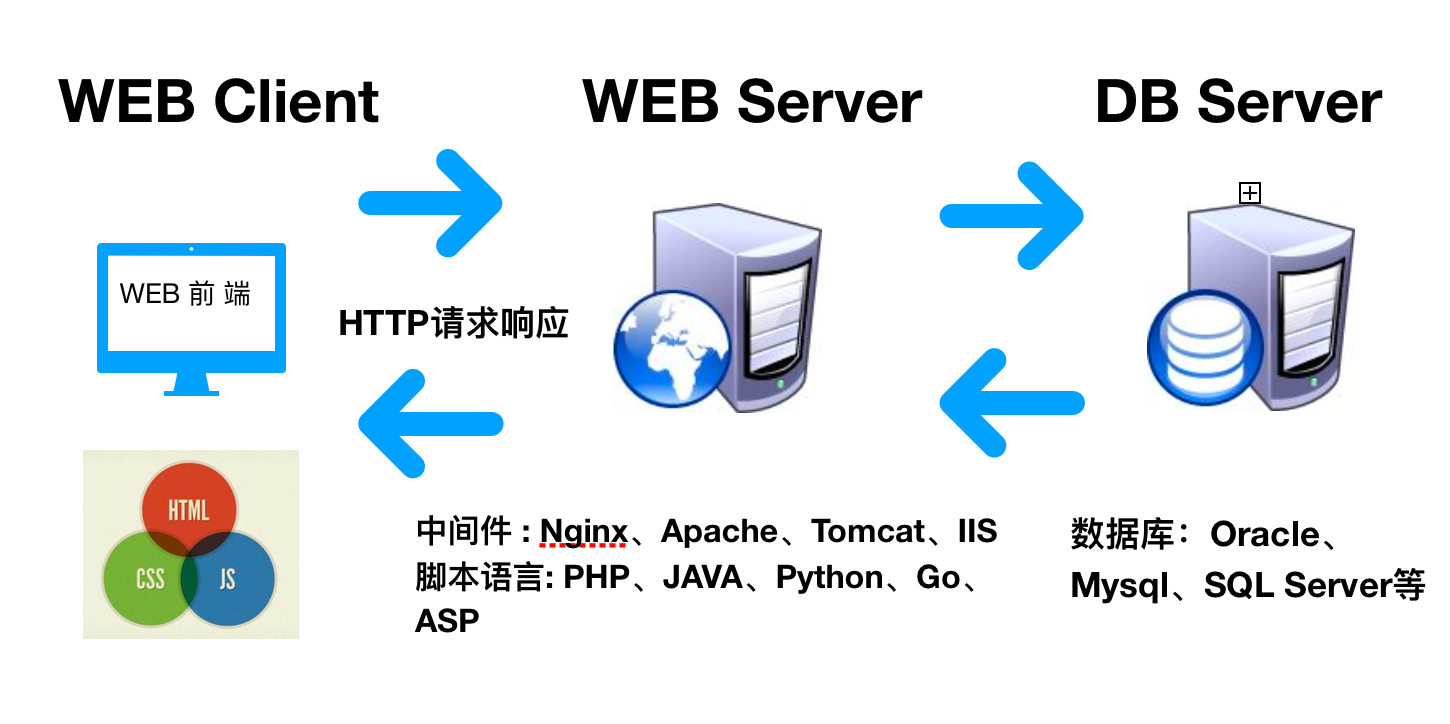 WEB Client
WEB Server
DB Server
WEB 前 端
HTTP请求响应
HTML
CSS
JS
中间件 : Nginx、Apache、Tomcat、IIS
脚本语言: PHP、JAVA、Python、Go、
ASP
数据库：Oracle、
Mysql、SQL Server等